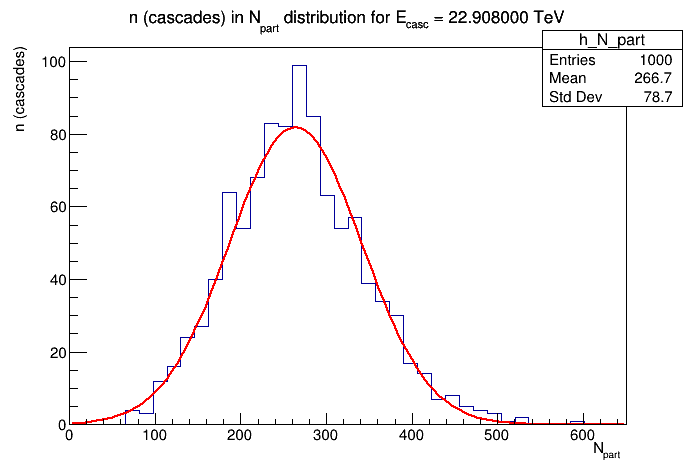 n (cascades) in N_part distribution for E_casc = 22.908000 TeV
h_N_part
Entries 1000
Mean 266.7
Std Dev 78.7
n (cascades)
100
80
60
40
20
0
0 100 200 300 400 500 600
N_part